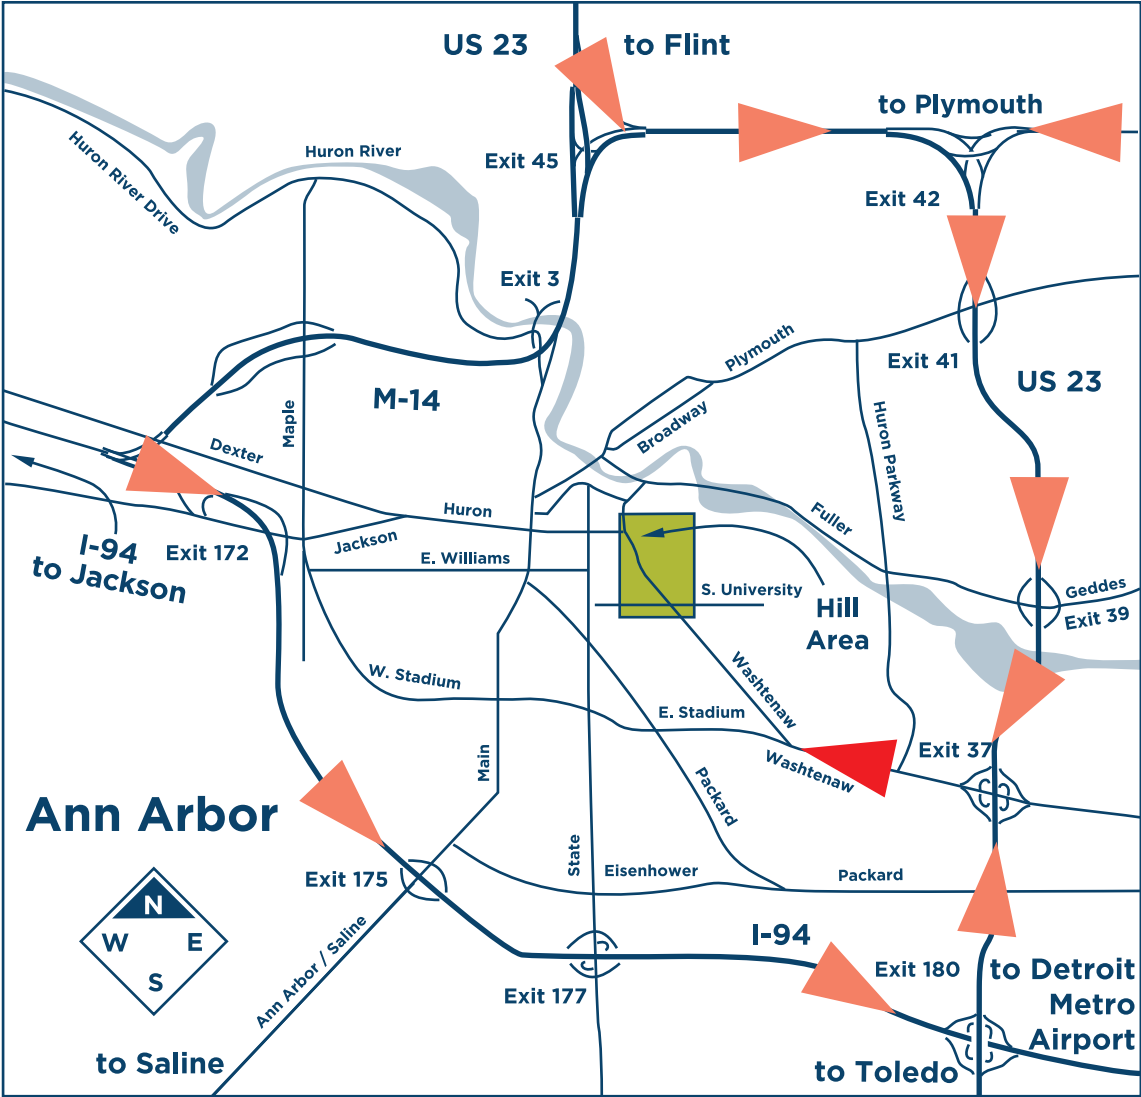 US 23
to Flint
to Plymouth
Huron River
Huron River Drive
Exit 45
Exit 42
Exit 3
Plymouth
Exit 41
US 23
M-14
Maple
Broadway
Huron Parkway
Dexter
Huron
Fuller
Jackson
I-94
to Jackson
Exit 172
E. Williams
S. University
Hill
Area
Geddes
Exit 39
W. Stadium
Washtenaw
E. Stadium
Main
Washtenaw
Exit 37
Packard
Ann Arbor
State
Eisenhower
Packard
Exit 175
N
W
E
S
Ann Arbor / Saline
I-94
Exit 180
to Detroit
Metro
Airport
Exit 177
to Saline
to Toledo